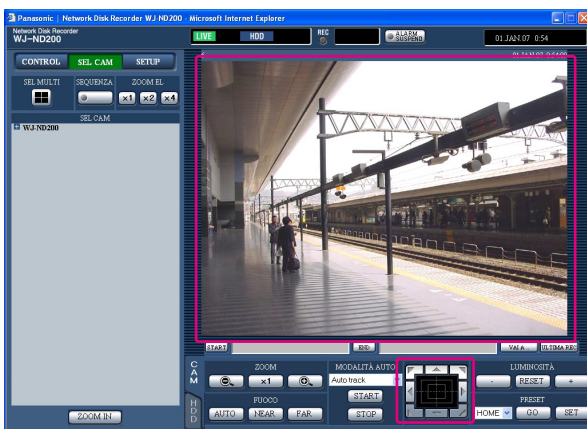 Panasonic | Network Disk Recorder WJ-ND200 - Microsoft Internet Explorer
Network Disk Recorder
WJ-ND200
LIVE HDD REC ALARM SUSPEND 01.JAN.07 0:54
CONTROL SEL CAM SETUP
SEL MULTI SEQUENZA ZOOM EL
x1 x2 x4
SEL CAM
WJ-ND200
START END VAI A... ULTIMA REC
CAM
ZOOM MODALITÀ AUTO LUMINOSITÀ
x1 Auto track - RESET +
HDD
FUOCO START PRESET
AUTO NEAR FAR STOP HOME GO SET
ZOOM IN